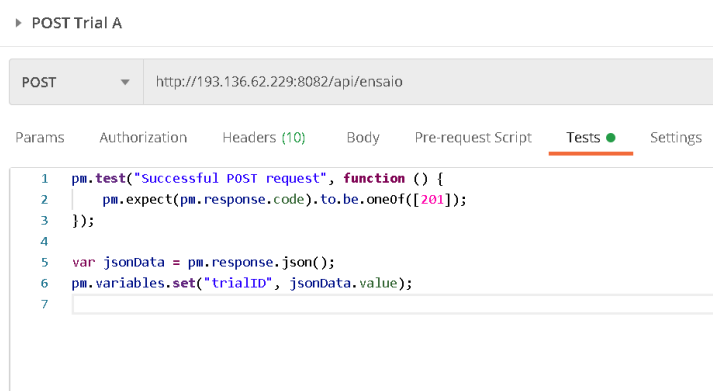 POST Trial A
POST http://193.136.62.229:8082/api/ensaio
Params Authorization Headers (10) Body Pre-request Script Tests Settings
1 pm.test("Successful POST request", function () {
2 pm.expect(pm.response.code).to.be.oneOf([201]);
3 });
4
5 var jsonData = pm.response.json();
6 pm.variables.set("trialID", jsonData.value);
7